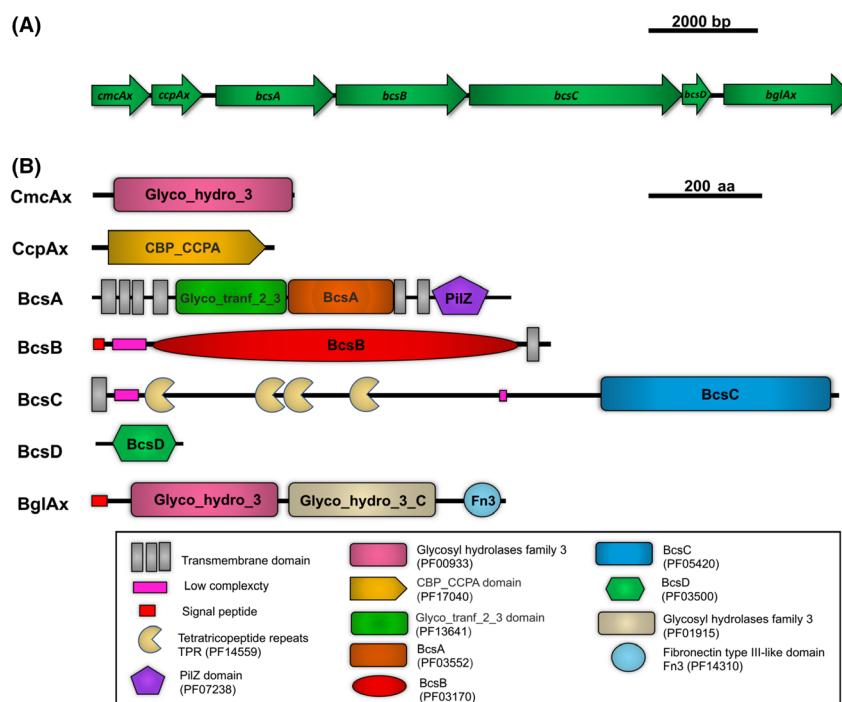 (A)
2000 bp
cmcAx ccpAx bcsA bcsB bcsC bcsD bglAx
(B)
200 aa
CmcAx Glyco_hydro_3
CcpAx CBP_CCPA
BcsA Glyco_tranf_2_3 BcsA PilZ
BcsB BcsB
BcsC BcsC
BcsD BcsD
BglAx Glyco_hydro_3 Glyco_hydro_3_C Fn3
Transmembrane domain
Low complexcty
Signal peptide
Tetratricopeptide repeats
TPR (PF14559)
PilZ domain
(PF07238)
Glycosyl hydrolases family 3
(PF00933)
CBP_CCPA domain
(PF17040)
Glyco_tranf_2_3 domain
(PF13641)
BcsA
(PF03552)
BcsB
(PF03170)
BcsC
(PF05420)
BcsD
(PF03500)
Glycosyl hydrolases family 3
(PF01915)
Fibronectin type III-like domain
Fn3 (PF14310)